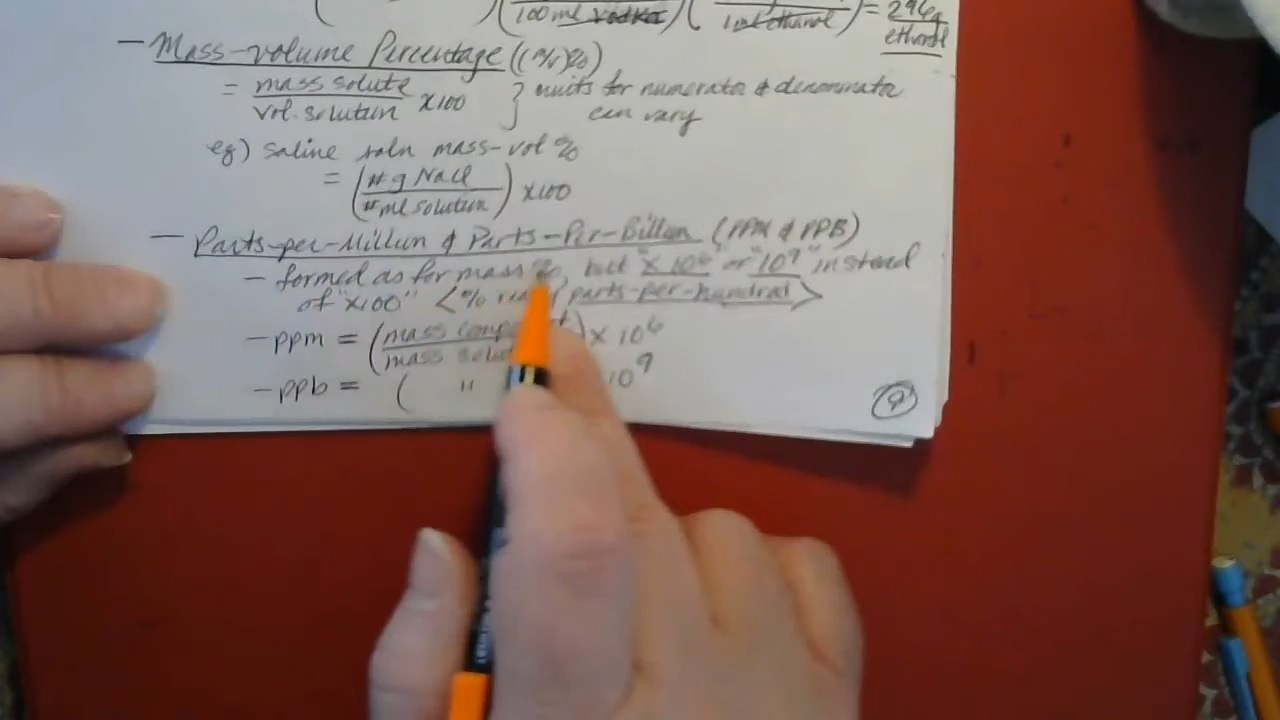 ( )(100 ml vodka)( 1 ml ethanol) = 296 g
ethanol
- Mass-volume Percentage ((m/v)%)
= mass solute
vol. solution x100 } units for numerator & denominator
can vary
eg) saline soln mass-vol %
= (# g NaCl
# ml solution) x100
- Parts-per-Million & Parts-Per-Billion (PPM & PPB)
- formed as for mass %, but "x 10⁶" or "10⁹" instead
of "x100" <% parts-per-hundred>
- ppm = (mass
mass) x 10⁶
- ppb = ( " 10⁹
9